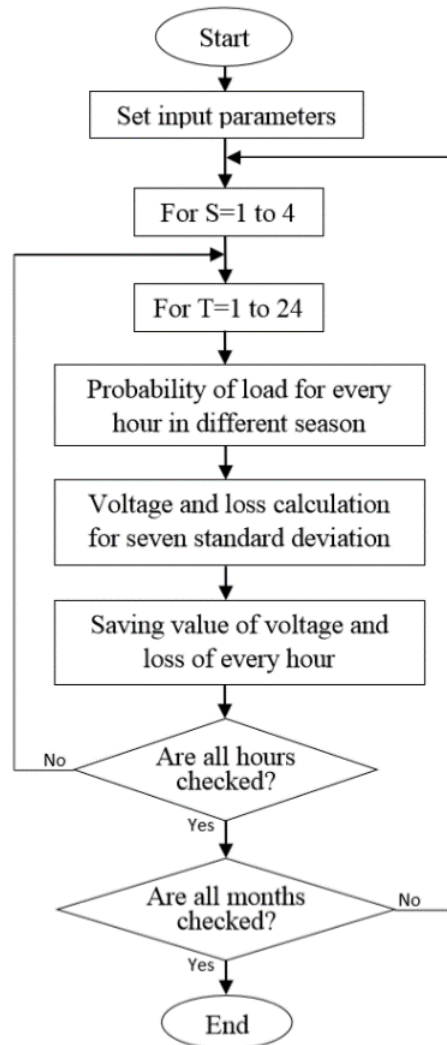 Start
Set input parameters
For S=1 to 4
For T=1 to 24
Probability of load for every
hour in different season
Voltage and loss calculation
for seven standard deviation
Saving value of voltage and
loss of every hour
No
Are all hours
checked?
Yes
Are all months
checked?
No
Yes
End